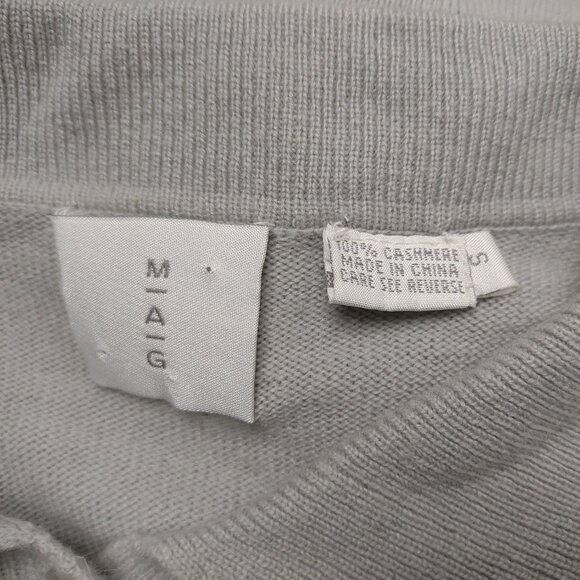 M
A
G
100% CASHMERE
MADE IN CHINA
CARE SEE REVERSE
S